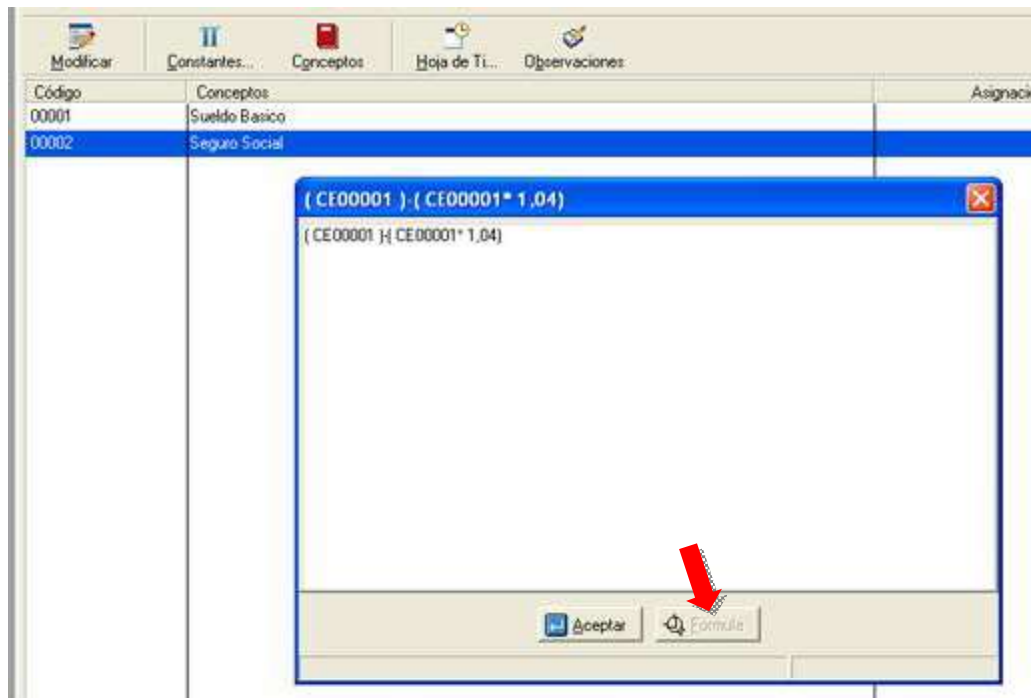 Modificar Constantes... Conceptos Hoja de Ti... Observaciones
Código Conceptos Asignacio
00001 Sueldo Basico
00002 Seguro Social
( CE00001 )-( CE00001* 1,04)
( CE00001 )-( CE00001* 1,04)
Aceptar Formula